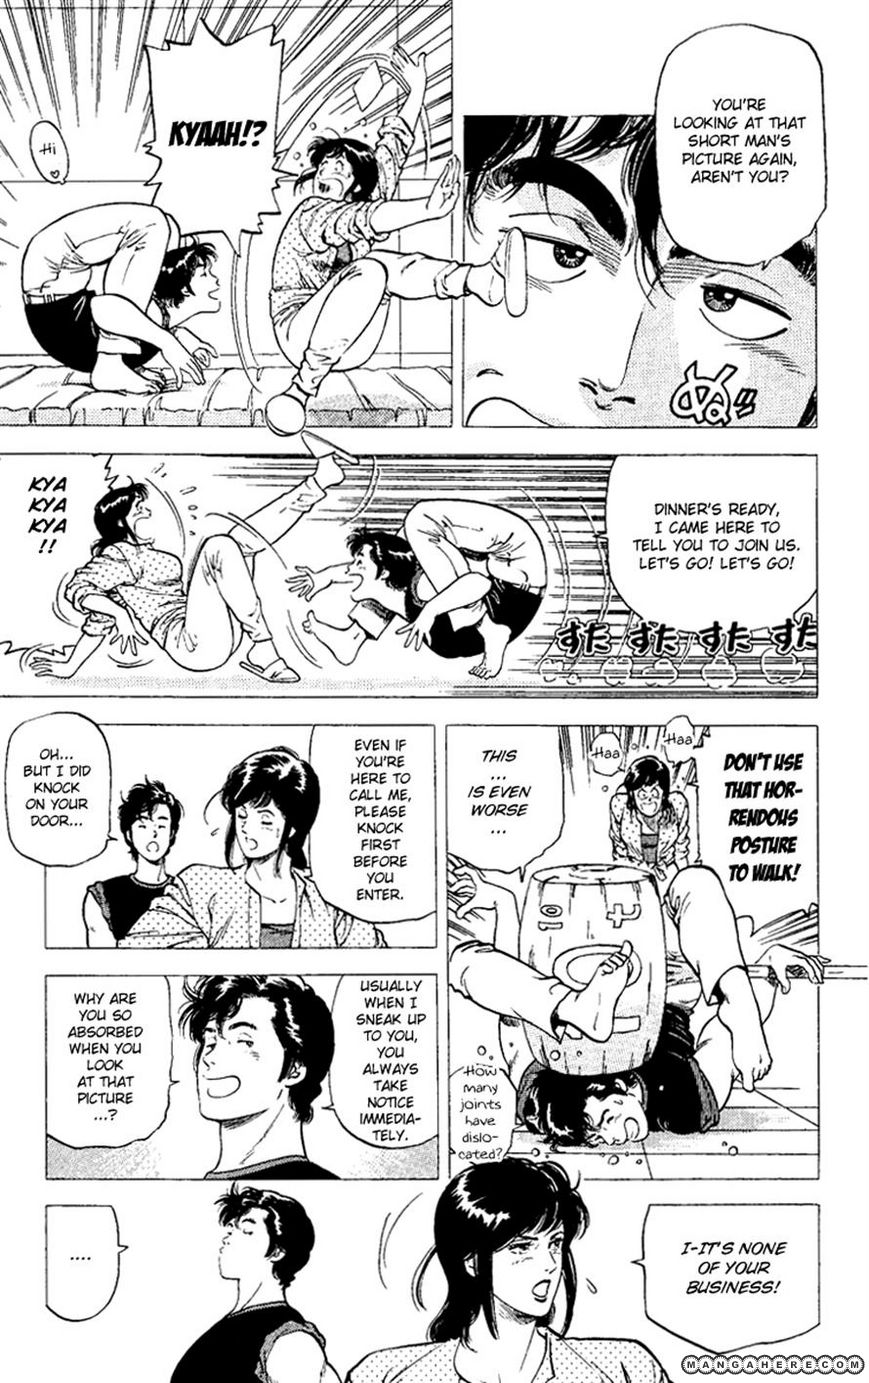 YOU'RE
LOOKING AT THAT
SHORT MAN'S
PICTURE AGAIN,
AREN'T YOU?
ぬッ
KYAAH!?
Hi
DINNER'S READY,
I CAME HERE TO
TELL YOU TO JOIN US.
LET'S GO! LET'S GO!
すた すた すた すた
KYA
KYA
KYA
!!
DON'T USE
THAT HOR-
RENDOUS
POSTURE
TO WALK!
Haa
Haa
THIS
...
IS EVEN
WORSE
...
10 t
How
many
joints
have
dislo-
cated?
EVEN IF
YOU'RE
HERE TO
CALL ME,
PLEASE
KNOCK
FIRST
BEFORE
YOU
ENTER.
OH...
BUT I DID
KNOCK
ON YOUR
DOOR...
USUALLY
WHEN I
SNEAK UP
TO YOU,
YOU
ALWAYS
TAKE
NOTICE
IMMEDIA-
TELY.
WHY ARE
YOU SO
ABSORBED
WHEN YOU
LOOK
AT THAT
PICTURE
...?
I-IT'S NONE
OF YOUR
BUSINESS!
....
MANGAHERE.COM